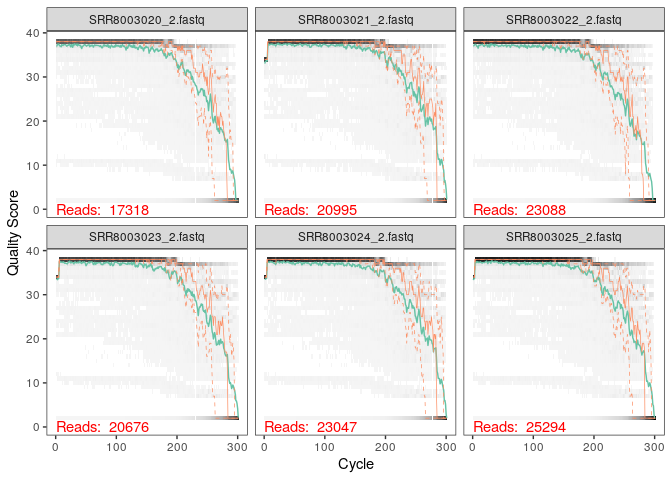 SRR8003020_2.fastq SRR8003021_2.fastq SRR8003022_2.fastq
40
30
20
10
0
Reads: 17318 Reads: 20995 Reads: 23088
Quality Score
SRR8003023_2.fastq SRR8003024_2.fastq SRR8003025_2.fastq
40
30
20
10
0
Reads: 20676 Reads: 23047 Reads: 25294
0 100 200 300 0 100 200 300 0 100 200 300
Cycle